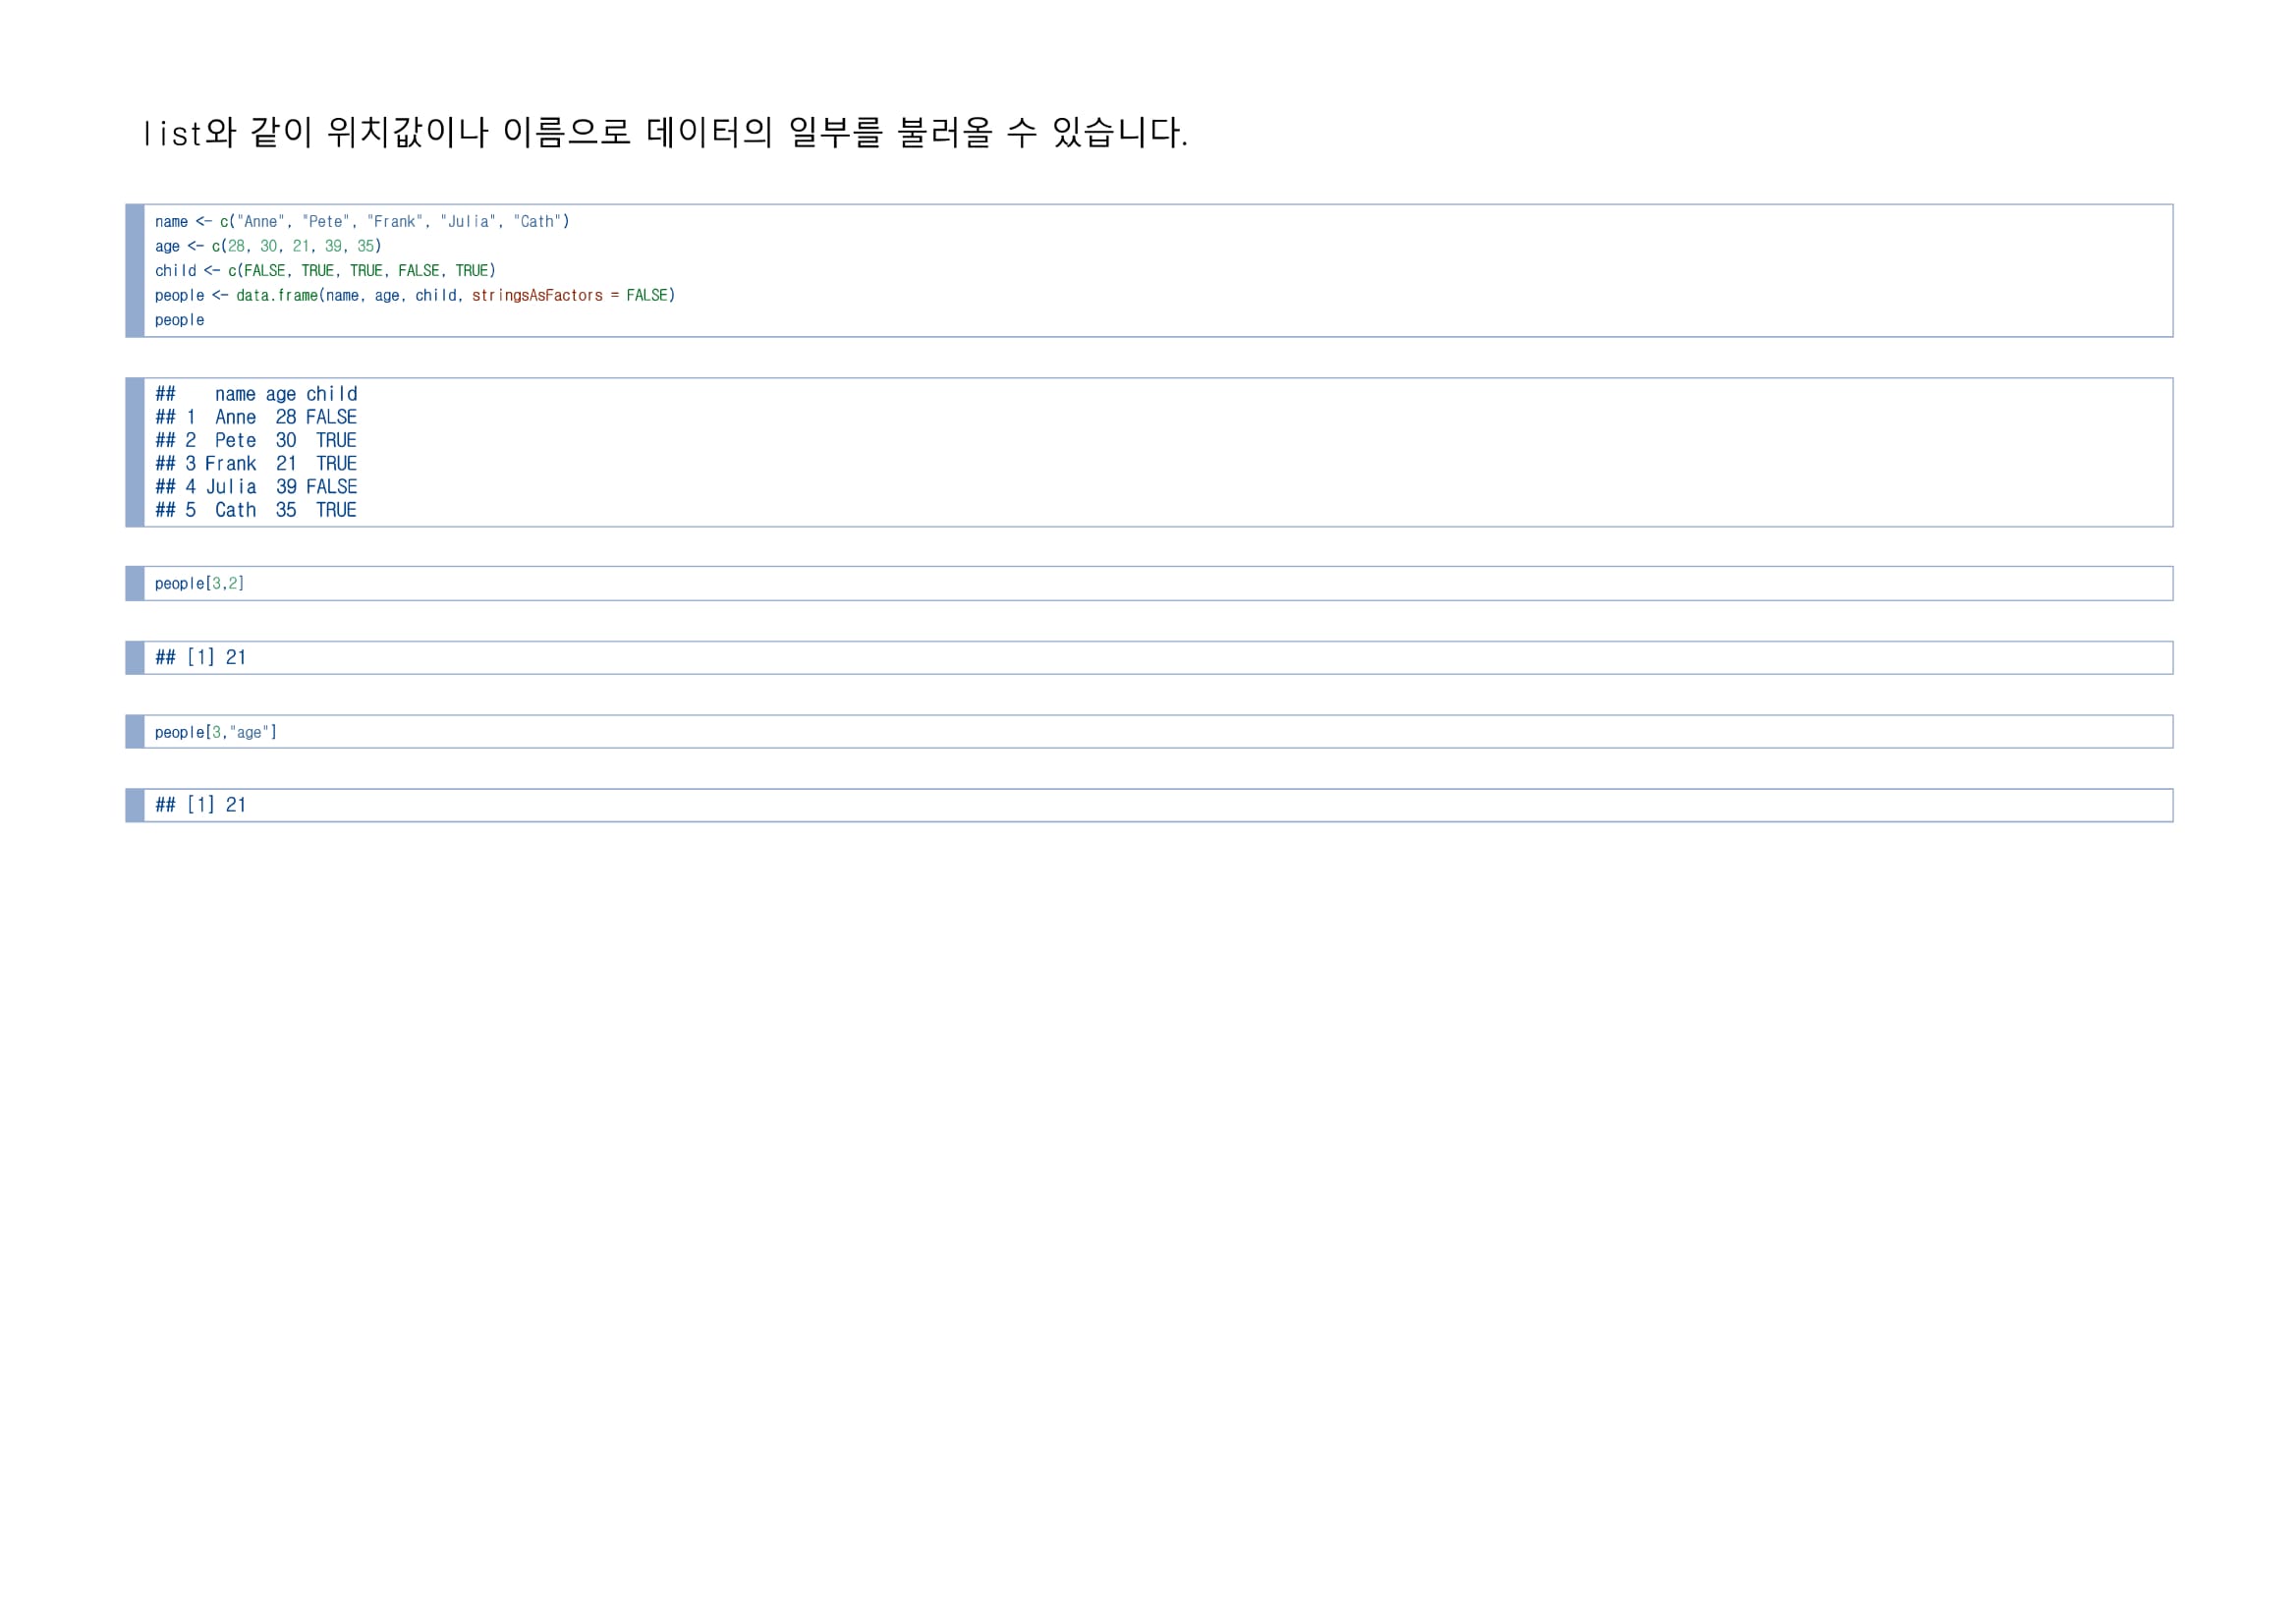 list와 같이 위치값이나 이름으로 데이터의 일부를 불러올 수 있습니다.
name <- c("Anne", "Pete", "Frank", "Julia", "Cath")
age <- c(28, 30, 21, 39, 35)
child <- c(FALSE, TRUE, TRUE, FALSE, TRUE)
people <- data.frame(name, age, child, stringsAsFactors = FALSE)
people
##    name age child
## 1  Anne  28 FALSE
## 2  Pete  30  TRUE
## 3 Frank  21  TRUE
## 4 Julia  39 FALSE
## 5  Cath  35  TRUE
people[3,2]
## [1] 21
people[3,"age"]
## [1] 21